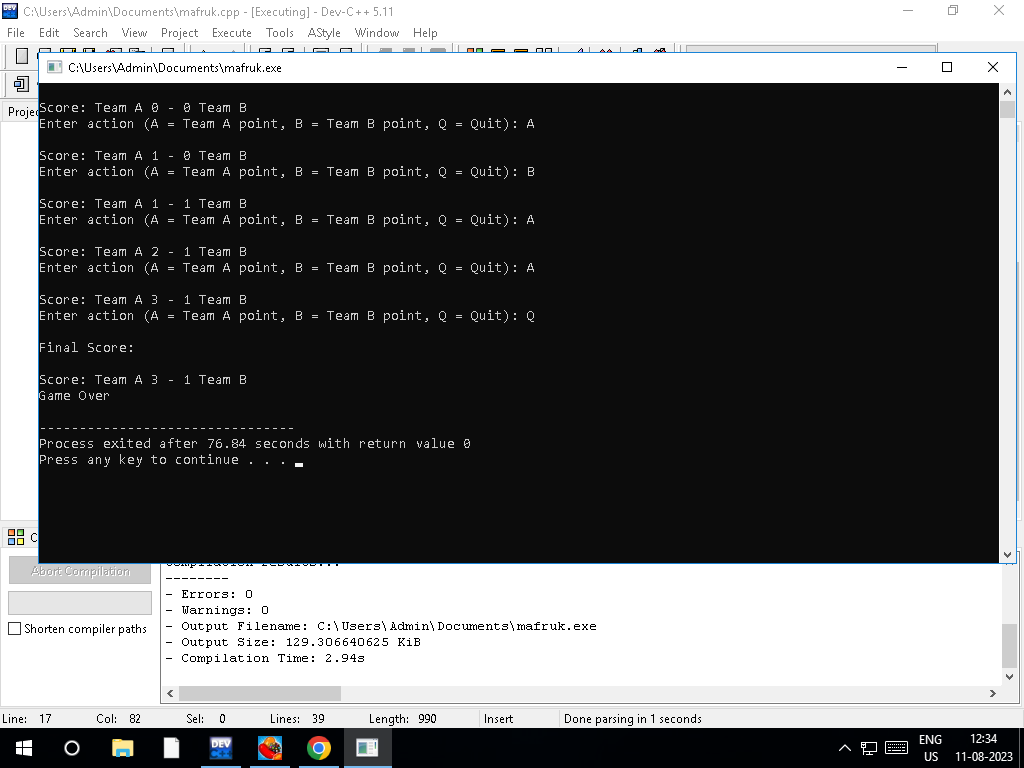 C:\Users\Admin\Documents\mafruk.cpp - [Executing] - Dev-C++ 5.11
File Edit Search View Project Execute Tools AStyle Window Help
C:\Users\Admin\Documents\mafruk.exe
Score: Team A 0 - 0 Team B
Enter action (A = Team A point, B = Team B point, Q = Quit): A
Score: Team A 1 - 0 Team B
Enter action (A = Team A point, B = Team B point, Q = Quit): B
Score: Team A 1 - 1 Team B
Enter action (A = Team A point, B = Team B point, Q = Quit): A
Score: Team A 2 - 1 Team B
Enter action (A = Team A point, B = Team B point, Q = Quit): A
Score: Team A 3 - 1 Team B
Enter action (A = Team A point, B = Team B point, Q = Quit): Q
Final Score:
Score: Team A 3 - 1 Team B
Game Over
--------------------------------
Process exited after 76.84 seconds with return value 0
Press any key to continue . . .
Abort Compilation
Shorten compiler paths
Compilation results...
--------
- Errors: 0
- Warnings: 0
- Output Filename: C:\Users\Admin\Documents\mafruk.exe
- Output Size: 129.306640625 KiB
- Compilation Time: 2.94s
Line: 17 Col: 82 Sel: 0 Lines: 39 Length: 990 Insert Done parsing in 1 seconds
DEV
ENG
US
12:34
11-08-2023